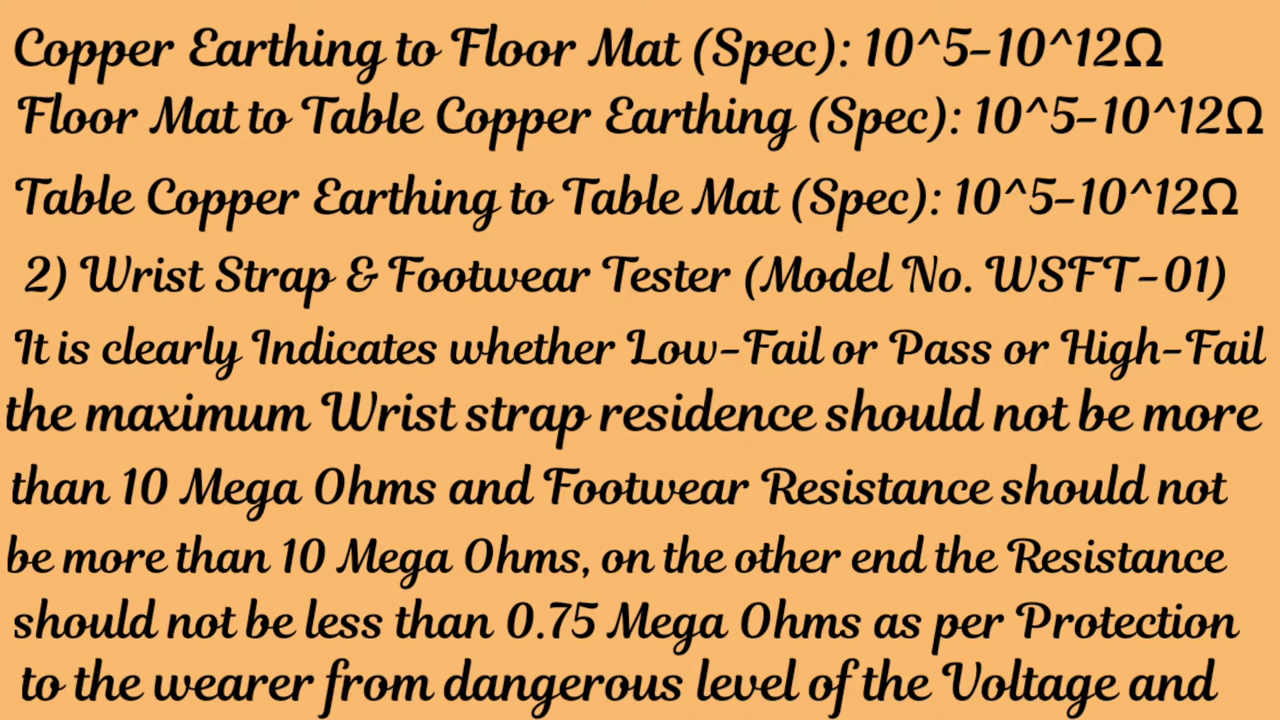 Copper Earthing to Floor Mat (Spec): 10^5-10^12Ω
Floor Mat to Table Copper Earthing (Spec): 10^5-10^12Ω
Table Copper Earthing to Table Mat (Spec): 10^5-10^12Ω
2) Wrist Strap & Footwear Tester (Model No. WSFT-01)
It is clearly Indicates whether Low-Fail or Pass or High-Fail
the maximum Wrist strap residence should not be more
than 10 Mega Ohms and Footwear Resistance should not
be more than 10 Mega Ohms, on the other end the Resistance
should not be less than 0.75 Mega Ohms as per Protection
to the wearer from dangerous level of the Voltage and